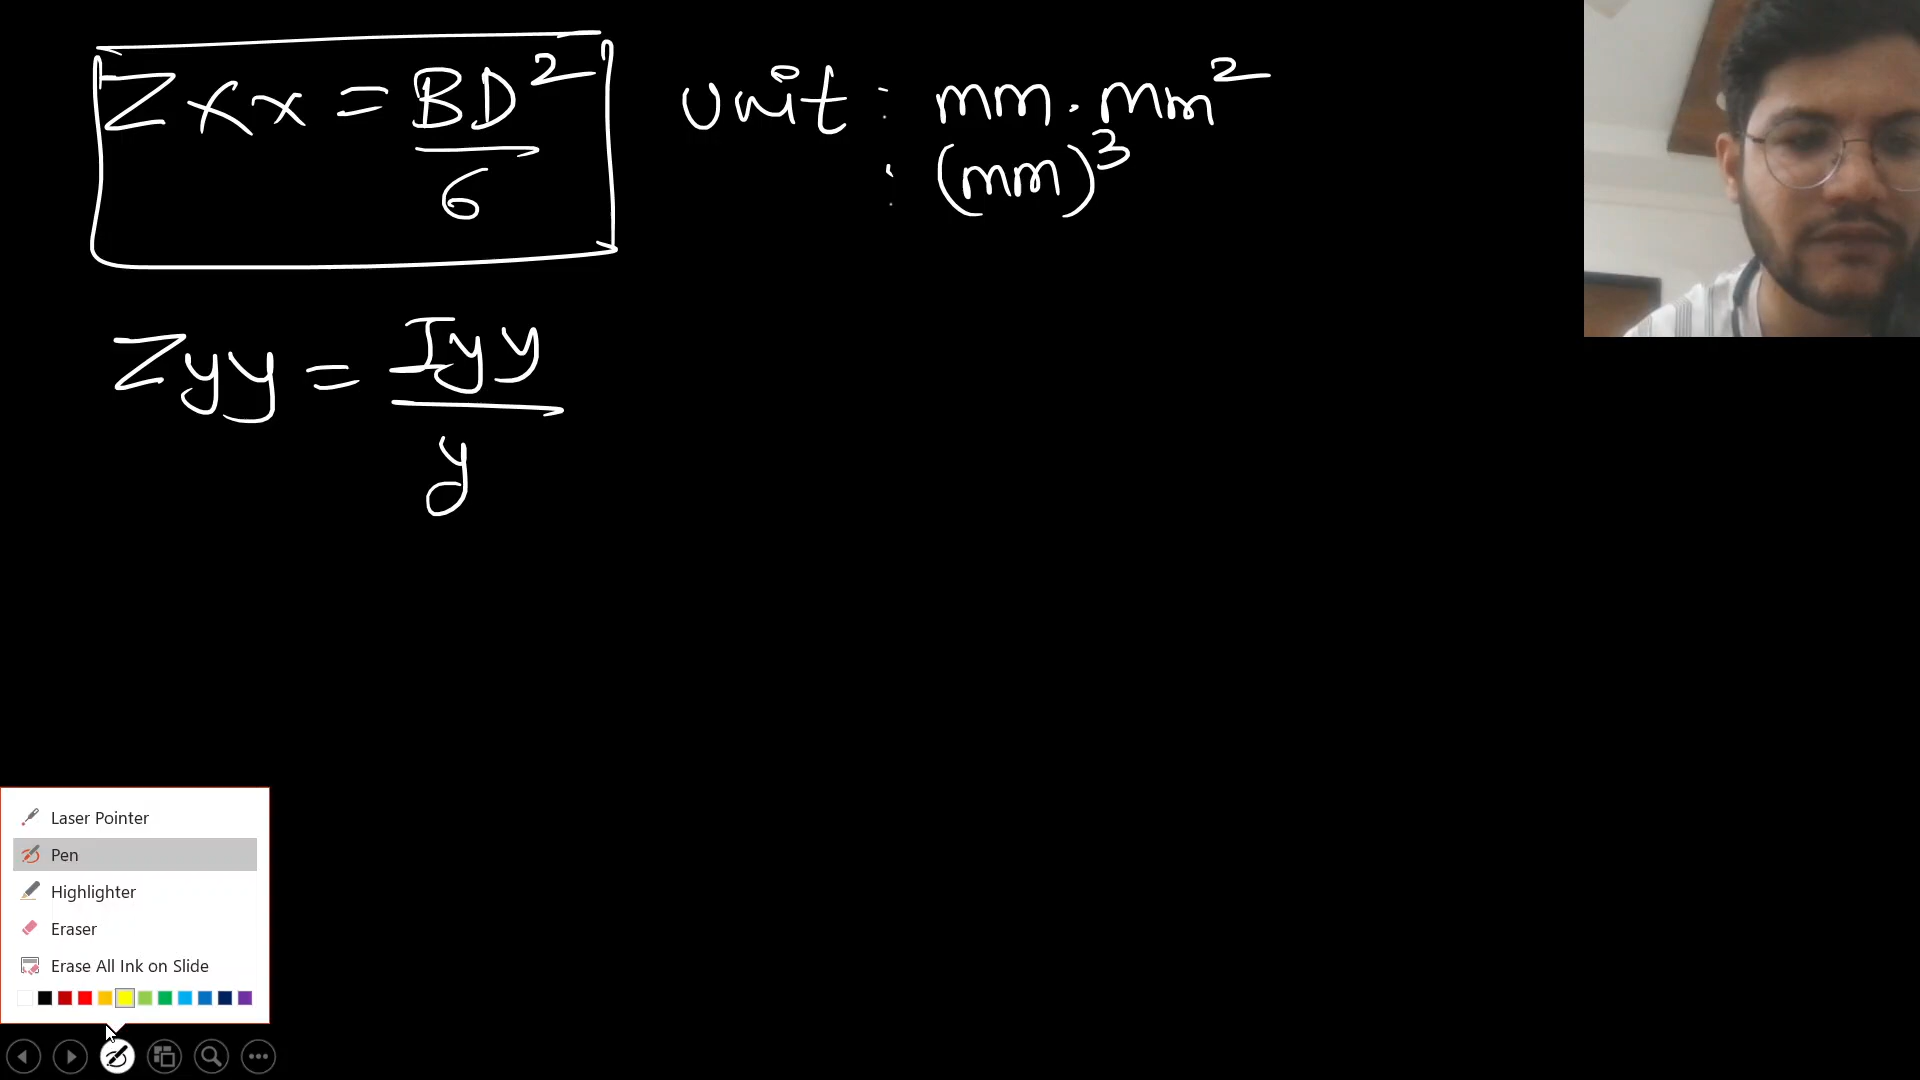 Zxx = BD²/6
unit : mm . mm²
: (mm)³
Zyy = Iyy/y
Laser Pointer
Pen
Highlighter
Eraser
Erase All Ink on Slide